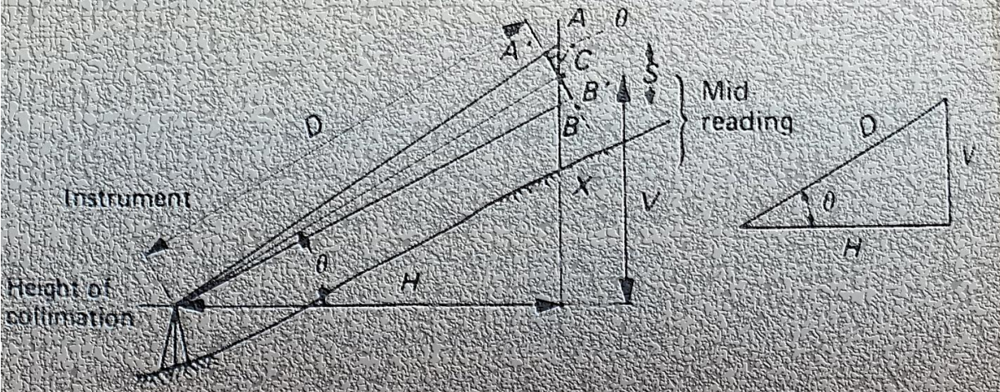 A θ
A'
C
S
B'
Mid
reading
B
D
D
V
Instrument
X
V
θ
θ
H
H
Height of
collimation